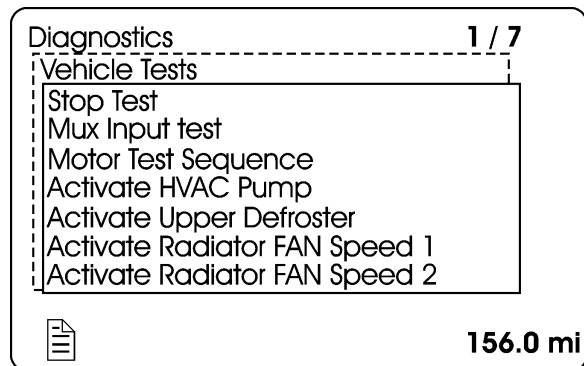 Diagnostics 1 / 7
Vehicle Tests
Stop Test
Mux Input test
Motor Test Sequence
Activate HVAC Pump
Activate Upper Defroster
Activate Radiator FAN Speed 1
Activate Radiator FAN Speed 2
156.0 mi